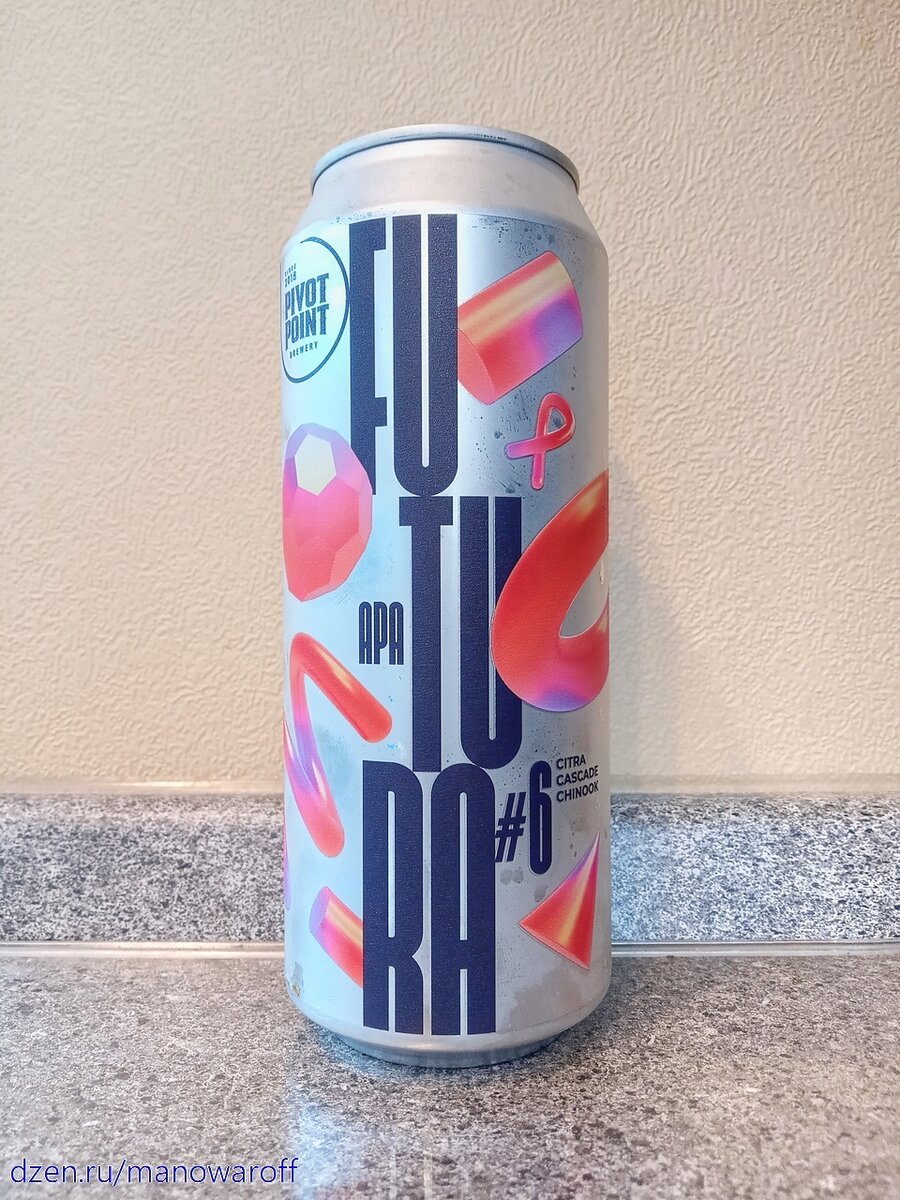 SINCE
2018
PIVOT
POINT
BREWERY
FU
TU
RA
APA
#6
CITRA
CASCADE
CHINOOK
dzen.ru/manowaroff